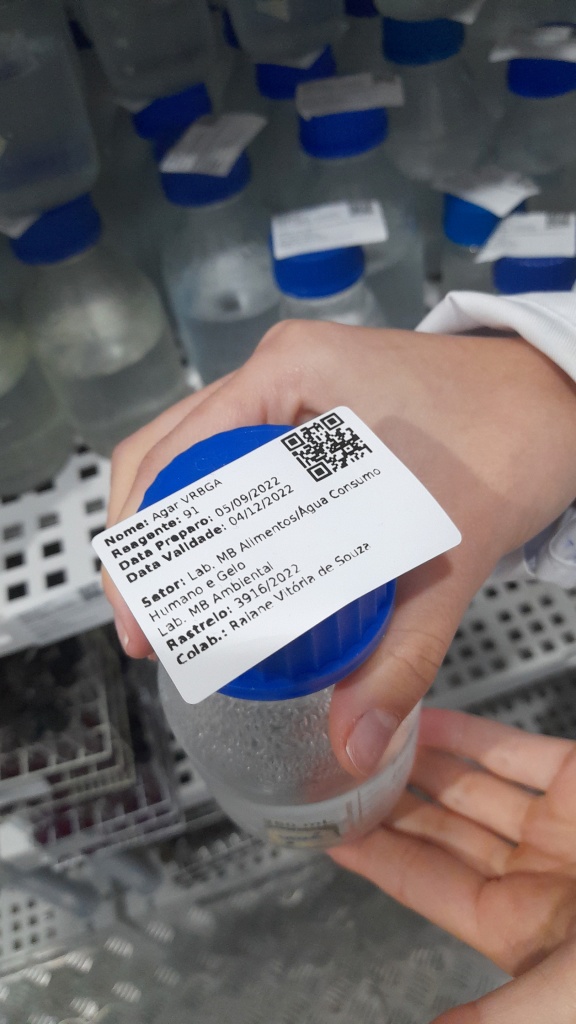 Nome: Agar VRBGA
Reagente: 91
Data Preparo: 05/09/2022
Data Validade: 04/12/2022
Setor: Lab. MB Alimentos/Água Consumo
Humano e Gelo
Lab. MB Ambiental
Rastreio: 3916/2022
Colab.: Raiane Vitória de Souza